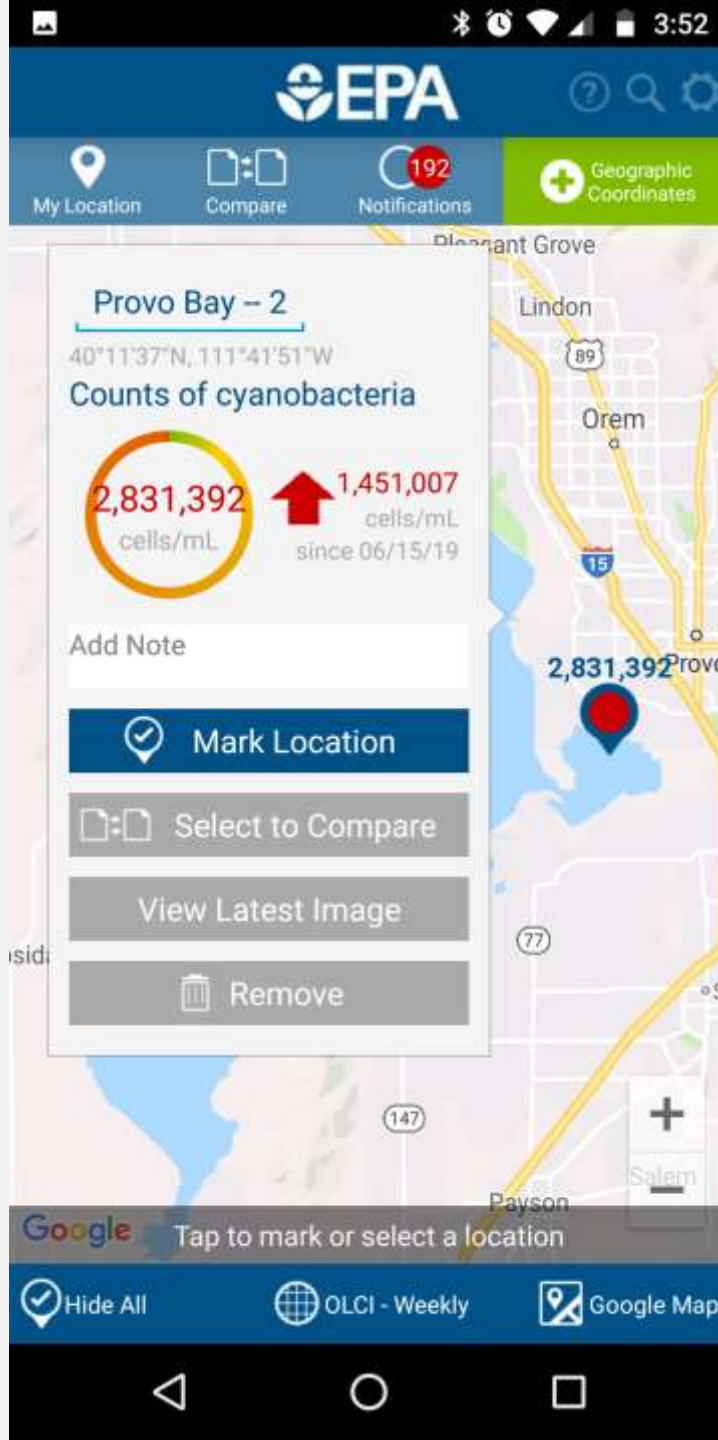 3:52
EPA
My Location
Compare
192
Notifications
Geographic
Coordinates
Pleasant Grove
Lindon
89
Orem
15
Provo Bay – 2
40°11'37"N, 111°41'51"W
Counts of cyanobacteria
2,831,392
cells/mL
1,451,007
cells/mL
since 06/15/19
Add Note
2,831,392
Provo
Mark Location
Select to Compare
View Latest Image
77
Remove
147
+
Salem
−
Payson
Google
Tap to mark or select a location
Hide All
OLCI - Weekly
Google Map